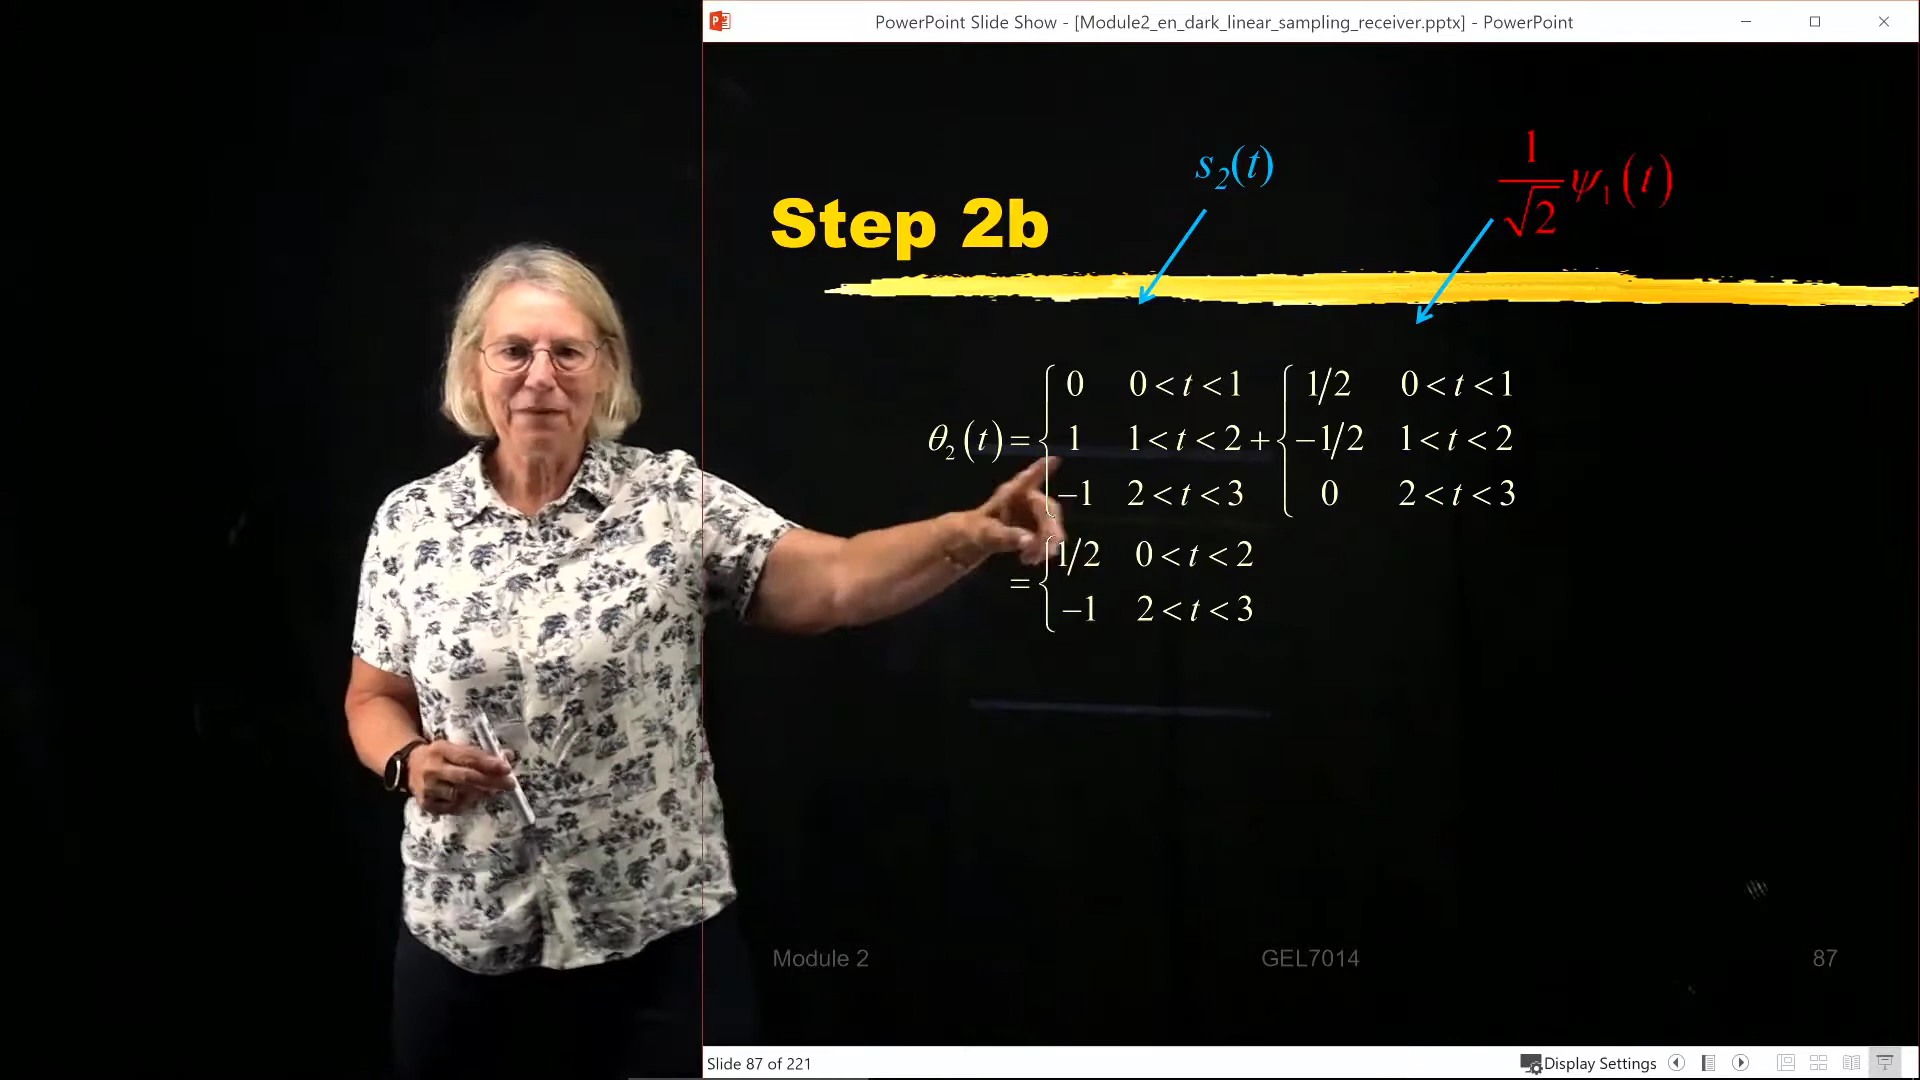 PowerPoint Slide Show - [Module2_en_dark_linear_sampling_receiver.pptx] - PowerPoint
s₂(t)
1/√2 ψ₁(t)
Step 2b
θ₂(t) = { 0 0 < t < 1 + { 1/2 0 < t < 1
1 1 < t < 2 −1/2 1 < t < 2
−1 2 < t < 3 0 2 < t < 3
= { 1/2 0 < t < 2
−1 2 < t < 3
Module 2 GEL7014 87
Slide 87 of 221 Display Settings